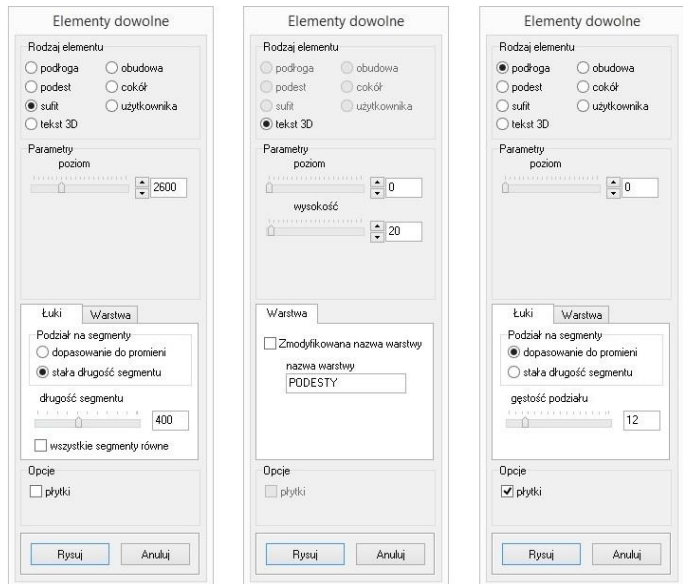 Elementy dowolne
Rodzaj elementu
podłoga obudowa
podest cokół
sufit użytkownika
tekst 3D
Parametry
poziom
2600
Łuki Warstwa
Podział na segmenty
dopasowanie do promieni
stała długość segmentu
długość segmentu
400
wszystkie segmenty równe
Opcje
płytki
Rysuj Anuluj
Elementy dowolne
Rodzaj elementu
podłoga obudowa
podest cokół
sufit użytkownika
tekst 3D
Parametry
poziom
0
wysokość
20
Warstwa
Zmodyfikowana nazwa warstwy
nazwa warstwy
PODESTY
Opcje
płytki
Rysuj Anuluj
Elementy dowolne
Rodzaj elementu
podłoga obudowa
podest cokół
sufit użytkownika
tekst 3D
Parametry
poziom
0
Łuki Warstwa
Podział na segmenty
dopasowanie do promieni
stała długość segmentu
gęstość podziału
12
Opcje
płytki
Rysuj Anuluj